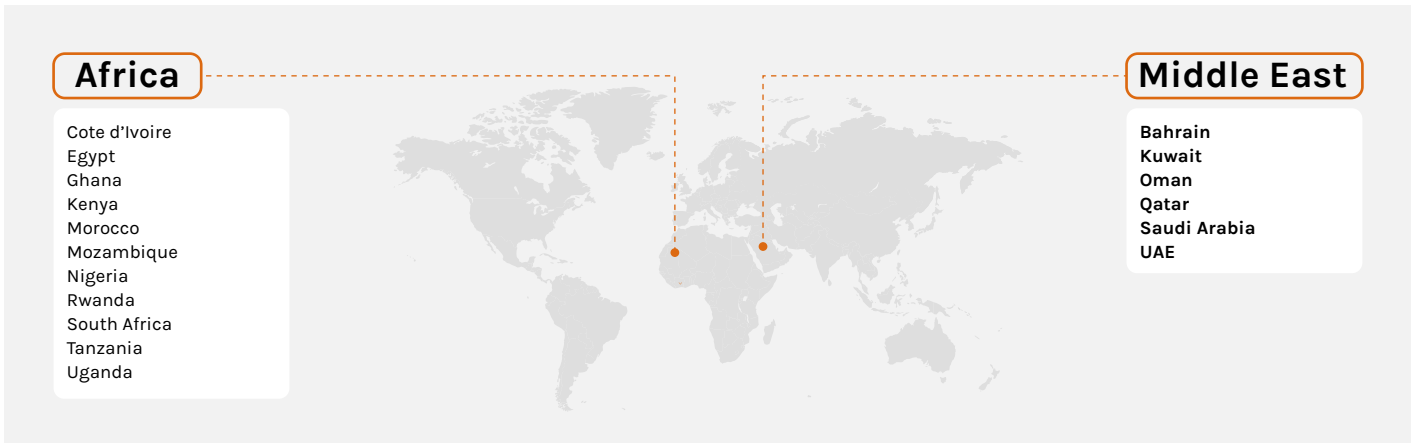 Africa
Cote d’Ivoire
Egypt
Ghana
Kenya
Morocco
Mozambique
Nigeria
Rwanda
South Africa
Tanzania
Uganda
Middle East
Bahrain
Kuwait
Oman
Qatar
Saudi Arabia
UAE